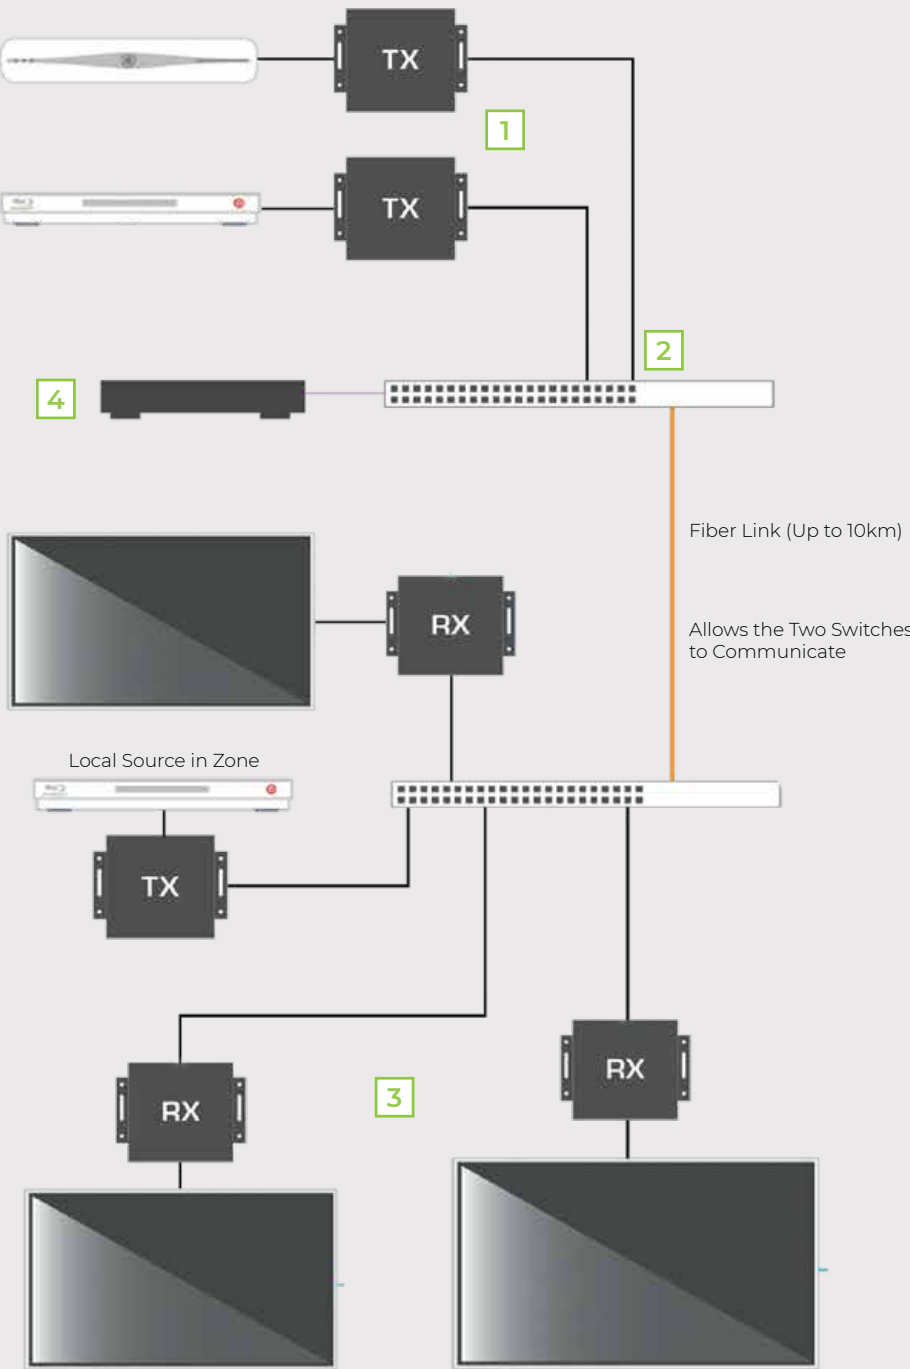 TX
1
TX
2
4
Fiber Link (Up to 10km)
RX
Allows the Two Switches
to Communicate
Local Source in Zone
TX
RX
3
RX